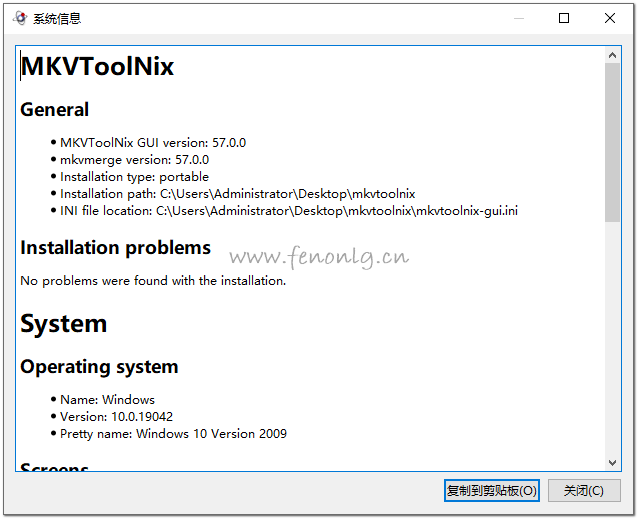 系统信息
MKVToolNix
General
MKVToolNix GUI version: 57.0.0
mkvmerge version: 57.0.0
Installation type: portable
Installation path: C:\Users\Administrator\Desktop\mkvtoolnix
INI file location: C:\Users\Administrator\Desktop\mkvtoolnix\mkvtoolnix-gui.ini
Installation problems
www.fenonlg.cn
No problems were found with the installation.
System
Operating system
Name: Windows
Version: 10.0.19042
Pretty name: Windows 10 Version 2009
Screens
复制到剪贴板(O)
关闭(C)